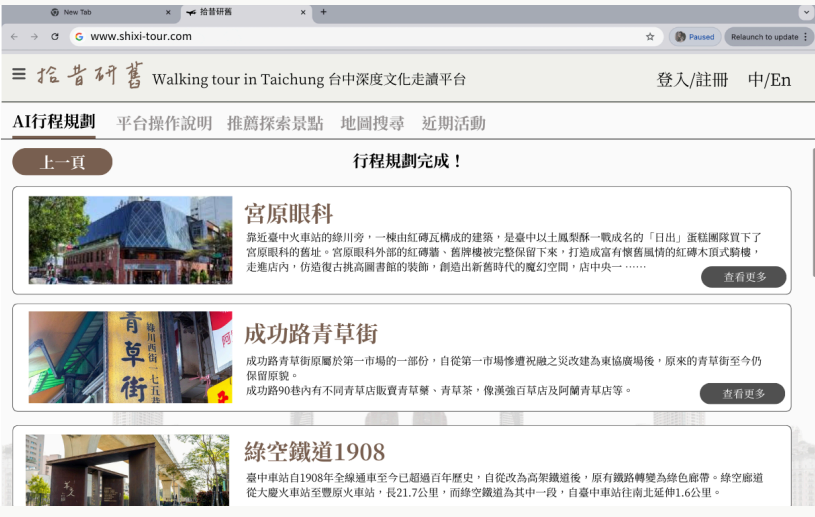 New Tab
拾昔研舊
www.shixi-tour.com
Paused
Relaunch to update
拾昔研舊 Walking tour in Taichung 台中深度文化走讀平台
登入/註冊 中/En
AI行程規劃 平台操作說明 推薦探索景點 地圖搜尋 近期活動
上一頁
行程規劃完成！
宮原眼科
靠近臺中火車站的綠川旁，一棟由紅磚瓦構成的建築，是臺中以土鳳梨酥一戰成名的「日出」蛋糕團隊買下了
宮原眼科的舊址。宮原眼科外部的紅磚牆、舊牌樓被完整保留下來，打造成富有懷舊風情的紅磚木頂式騎樓，
走進店內，仿造復古挑高圖書館的裝飾，創造出新舊時代的魔幻空間，店中央一 ……
查看更多
青草街
綠川西街一七五巷
成功路青草街
成功路青草街原屬於第一市場的一部份，自從第一市場慘遭祝融之災改建為東協廣場後，原來的青草街至今仍
保留原貌。
成功路90巷內有不同青草店販賣青草藥、青草茶，像漢強百草店及阿蘭青草店等。
查看更多
綠空鐵道1908
臺中車站自1908年全線通車至今已超過百年歷史，自從改為高架鐵道後，原有鐵路轉變為綠色廊帶。綠空廊道
從大慶火車站至豐原火車站，長21.7公里，而綠空鐵道為其中一段，自臺中車站往南北延伸1.6公里。